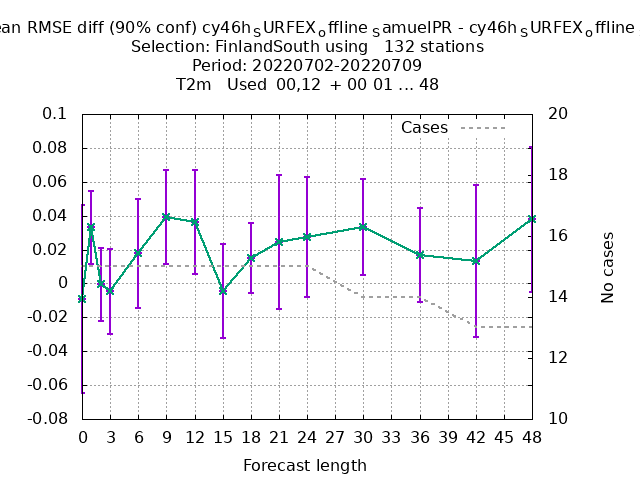 ean RMSE diff (90% conf) cy46hsURFEXoffline samuelPR - cy46hsURFEXoffline
Selection: FinlandSouth using 132 stations
Period: 20220702-20220709
T2m Used 00,12 + 00 01 ... 48
Cases
0.1
0.08
0.06
0.04
0.02
0
-0.02
-0.04
-0.06
-0.08
20
18
16
14
12
10
No cases
0 3 6 9 12 15 18 21 24 27 30 33 36 39 42 45 48
Forecast length